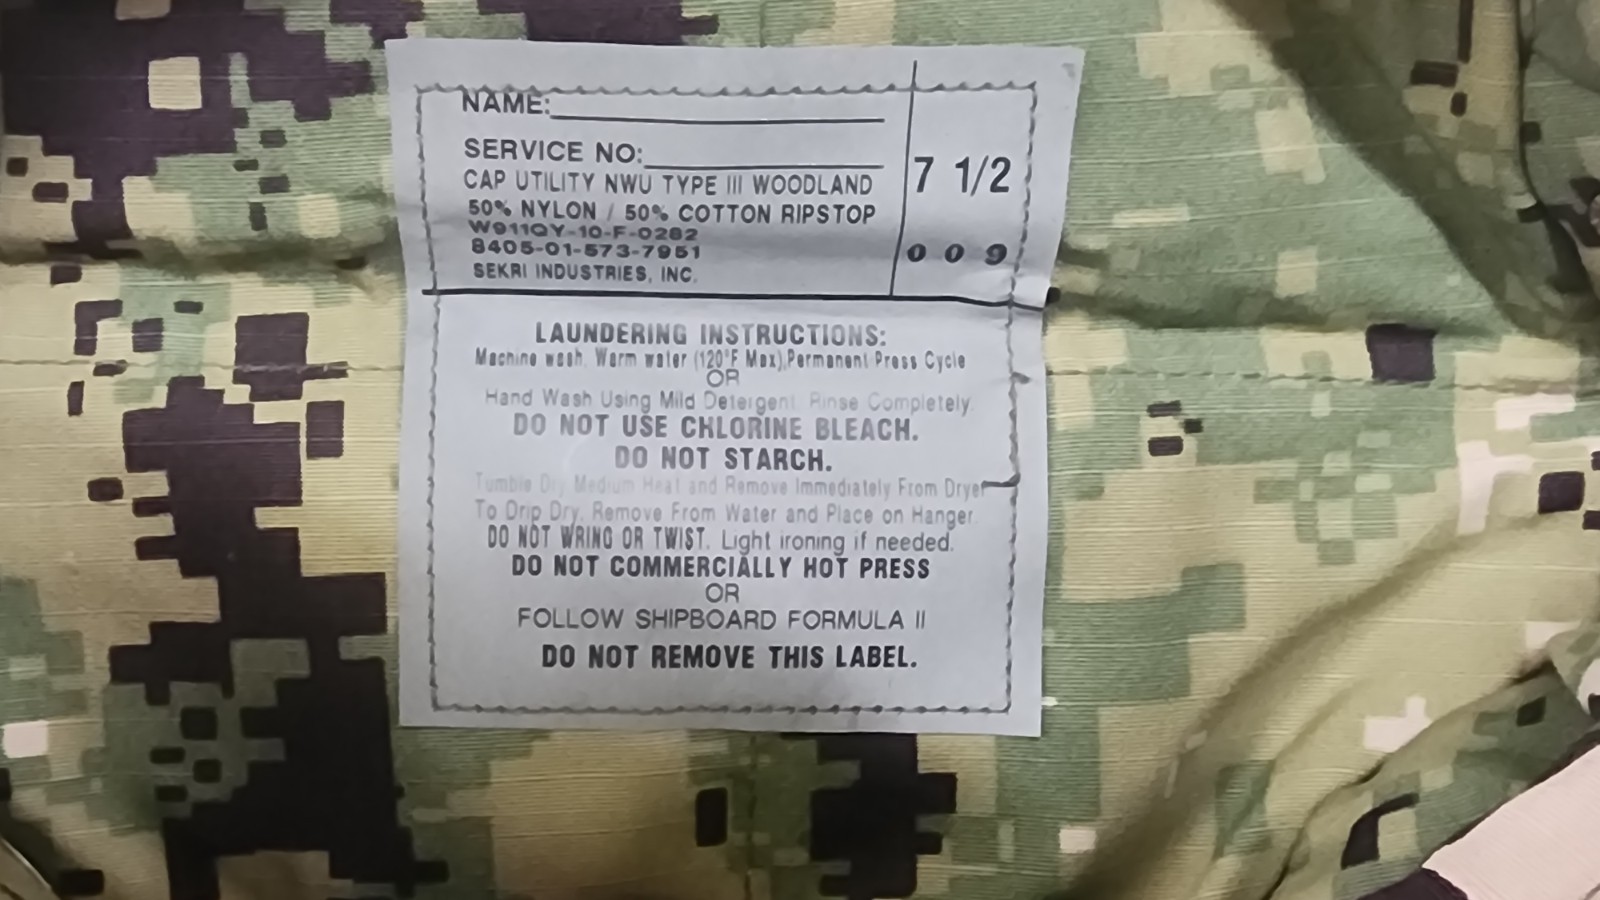 NAME:
SERVICE NO:
CAP UTILITY NWU TYPE III WOODLAND
50% NYLON / 50% COTTON RIPSTOP
W911QY-10-F-0282
8405-01-573-7951
SEKRI INDUSTRIES, INC.
7 1/2
009
LAUNDERING INSTRUCTIONS:
Machine wash. Warm water (120°F Max),Permanent Press Cycle
OR
Hand Wash Using Mild Detergent. Rinse Completely.
DO NOT USE CHLORINE BLEACH.
DO NOT STARCH.
Tumble Dry Medium Heat and Remove Immediately From Dryer
To Drip Dry, Remove From Water and Place on Hanger.
DO NOT WRING OR TWIST. Light ironing if needed.
DO NOT COMMERCIALLY HOT PRESS
OR
FOLLOW SHIPBOARD FORMULA II
DO NOT REMOVE THIS LABEL.